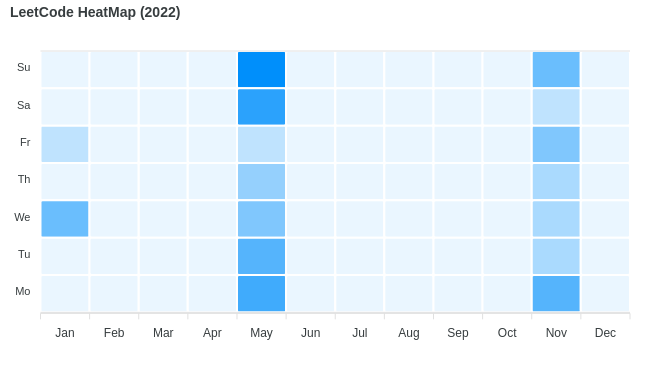 LeetCode HeatMap (2022)
Su
Sa
Fr
Th
We
Tu
Mo
Jan Feb Mar Apr May Jun Jul Aug Sep Oct Nov Dec